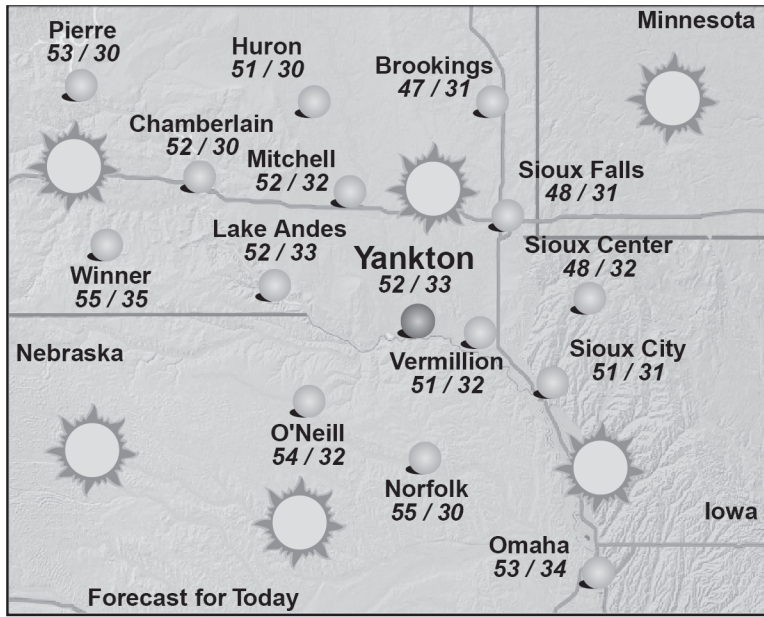 Minnesota
Pierre
53 / 30
Huron
51 / 30
Brookings
47 / 31
Chamberlain
52 / 30
Mitchell
52 / 32
Sioux Falls
48 / 31
Lake Andes
52 / 33
Yankton
52 / 33
Sioux Center
48 / 32
Winner
55 / 35
Nebraska
Vermillion
51 / 32
Sioux City
51 / 31
O'Neill
54 / 32
Norfolk
55 / 30
Iowa
Omaha
53 / 34
Forecast for Today